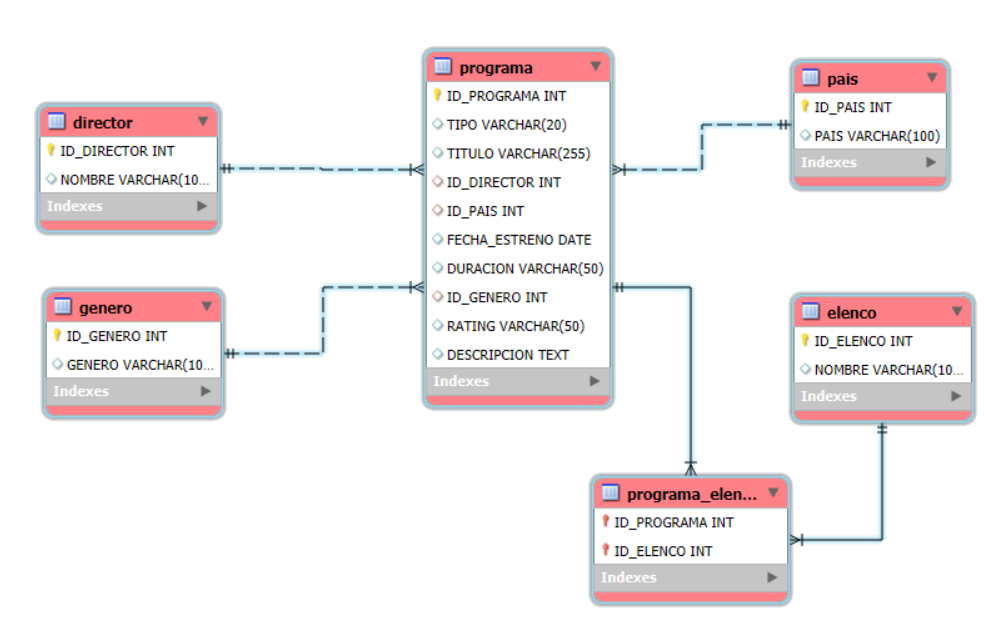 director
ID_DIRECTOR INT
NOMBRE VARCHAR(10...
Indexes
genero
ID_GENERO INT
GENERO VARCHAR(10...
Indexes
programa
ID_PROGRAMA INT
TIPO VARCHAR(20)
TITULO VARCHAR(255)
ID_DIRECTOR INT
ID_PAIS INT
FECHA_ESTRENO DATE
DURACION VARCHAR(50)
ID_GENERO INT
RATING VARCHAR(50)
DESCRIPCION TEXT
Indexes
pais
ID_PAIS INT
PAIS VARCHAR(100)
Indexes
elenco
ID_ELENCO INT
NOMBRE VARCHAR(10...
Indexes
programa_elen...
ID_PROGRAMA INT
ID_ELENCO INT
Indexes